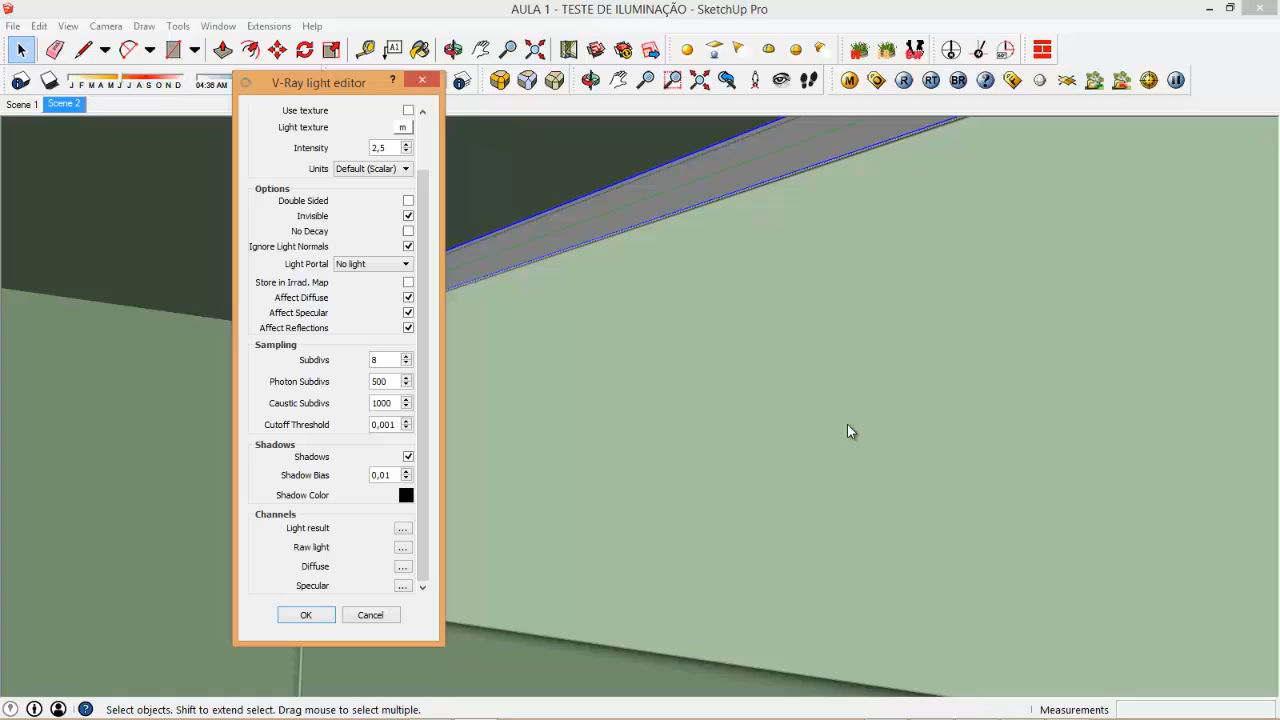 AULA 1 - TESTE DE ILUMINAÇÃO - SketchUp Pro
File Edit View Camera Draw Tools Window Extensions Help
A1
J F M A M J J A S O N D 04:36 AM
M R RT BR
Scene 1 Scene 2
V-Ray light editor ?
Use texture
Light texture m
Intensity 2,5
Units Default (Scalar)
Options
Double Sided
Invisible
No Decay
Ignore Light Normals
Light Portal No light
Store in Irrad. Map
Affect Diffuse
Affect Specular
Affect Reflections
Sampling
Subdivs 8
Photon Subdivs 500
Caustic Subdivs 1000
Cutoff Threshold 0,001
Shadows
Shadows
Shadow Bias 0,01
Shadow Color
Channels
Light result ...
Raw light ...
Diffuse ...
Specular ...
OK Cancel
Select objects. Shift to extend select. Drag mouse to select multiple. Measurements